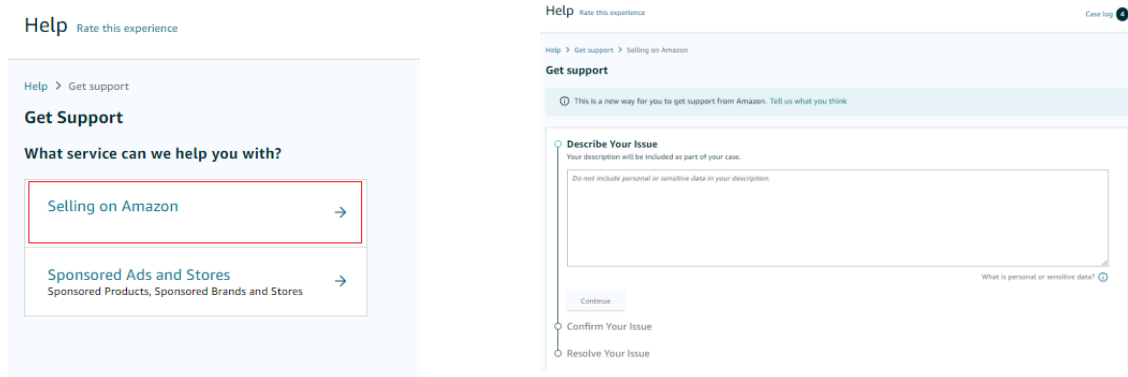 Help Rate this experience
Help > Get support
Get Support
What service can we help you with?
Selling on Amazon
Sponsored Ads and Stores
Sponsored Products, Sponsored Brands and Stores
Help Rate this experience
Case log 4
Help > Get support > Selling on Amazon
Get support
This is a new way for you to get support from Amazon. Tell us what you think
Describe Your Issue
Your description will be included as part of your case.
Do not include personal or sensitive data in your description.
What is personal or sensitive data?
Continue
Confirm Your Issue
Resolve Your Issue